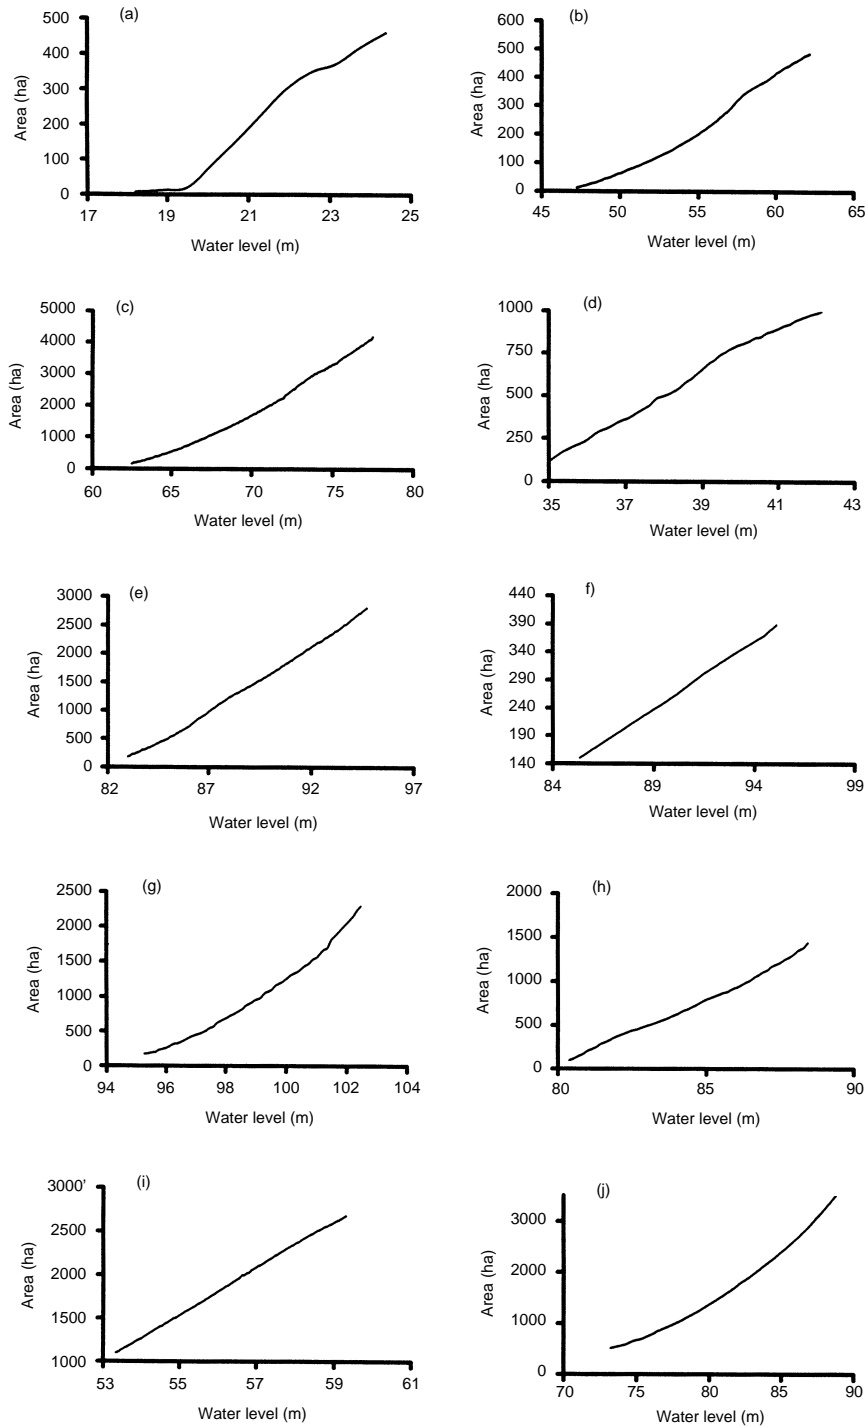 (a)
Area (ha)
500
400
300
200
100
0
17 19 21 23 25
Water level (m)
(b)
Area (ha)
600
500
400
300
200
100
0
45 50 55 60 65
Water level (m)
(c)
Area (ha)
5000
4000
3000
2000
1000
0
60 65 70 75 80
Water level (m)
(d)
Area (ha)
1000
750
500
250
0
35 37 39 41 43
Water level (m)
(e)
Area (ha)
3000
2500
2000
1500
1000
500
0
82 87 92 97
Water level (m)
f)
Area (ha)
440
390
340
290
240
190
140
84 89 94 99
Water level (m)
(g)
Area (ha)
2500
2000
1500
1000
500
0
94 96 98 100 102 104
Water level (m)
(h)
Area (ha)
2000
1500
1000
500
0
80 85 90
Water level (m)
(i)
Area (ha)
3000'
2500
2000
1500
1000
53 55 57 59 61
Water level (m)
(j)
Area (ha)
3000
2000
1000
0
70 75 80 85 90
Water level (m)